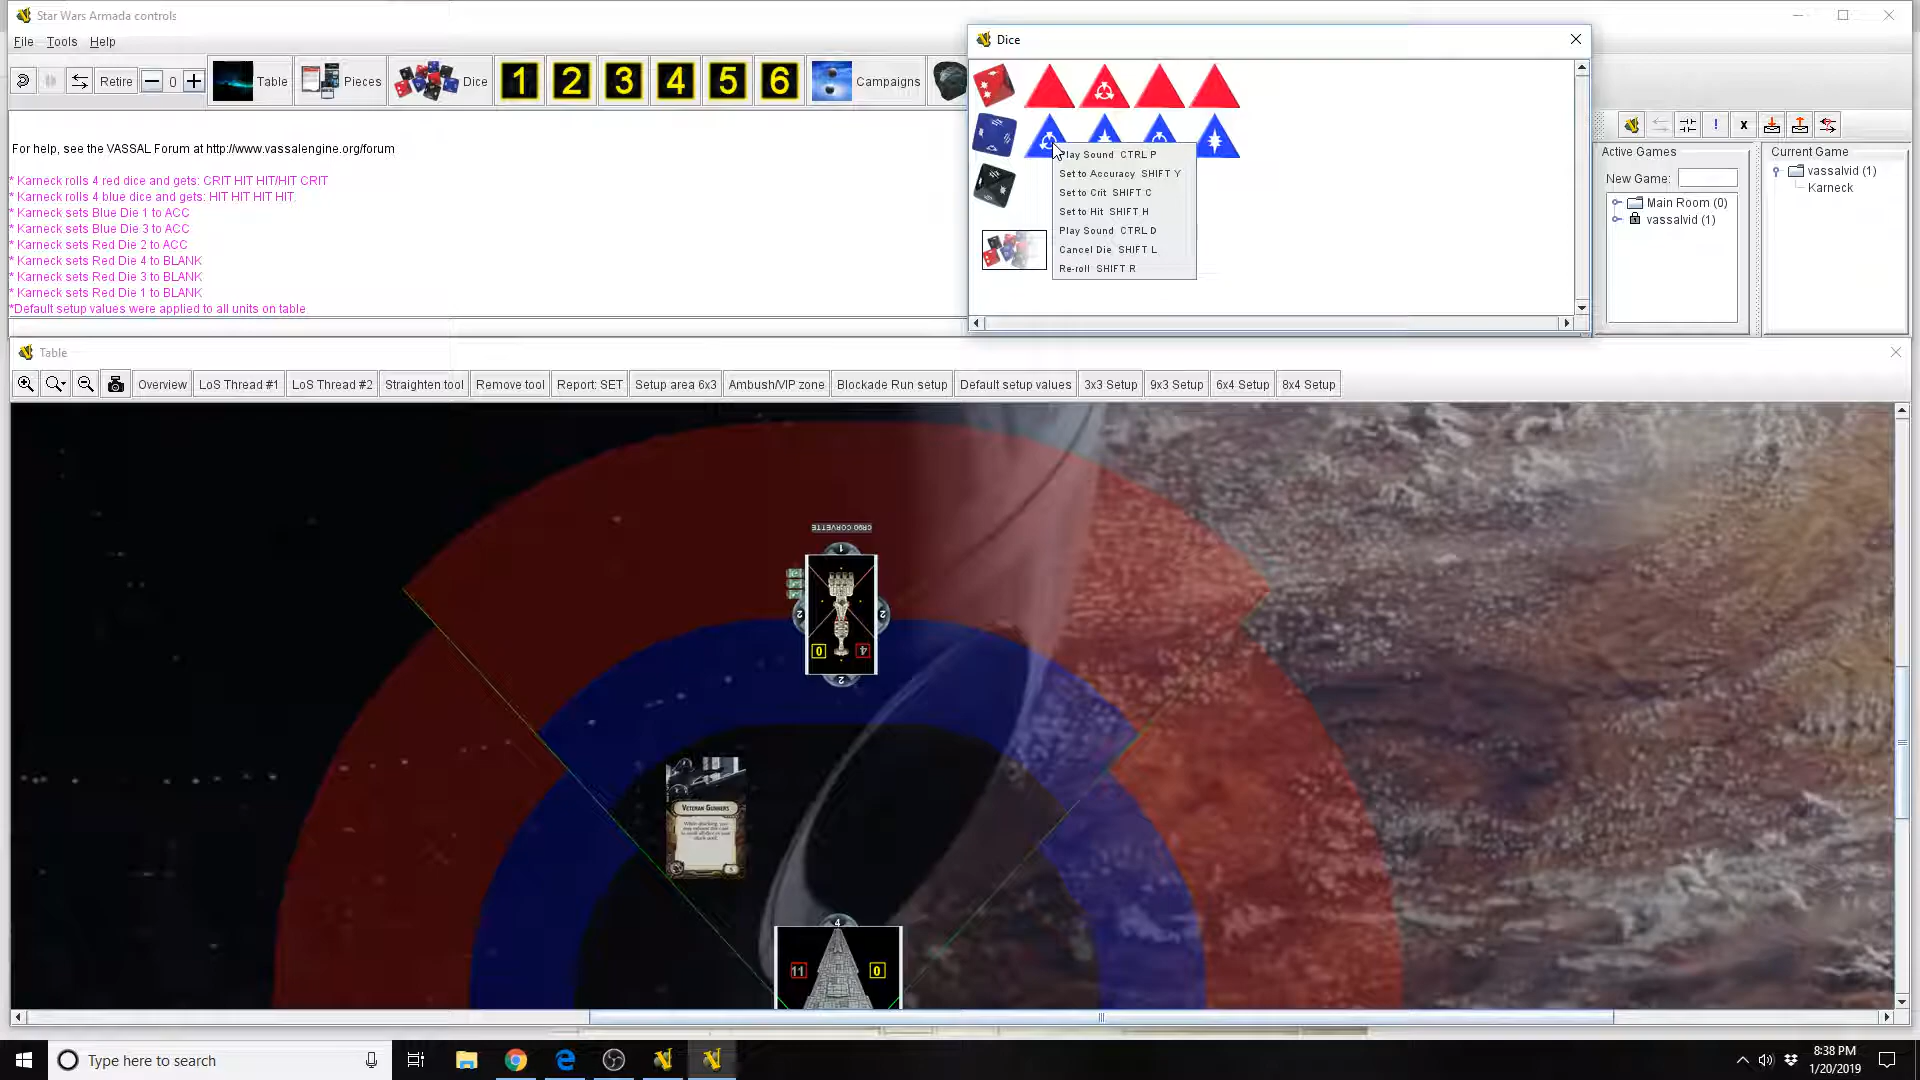 Star Wars Armada controls
File Tools Help
Retire 0 Table Pieces Dice 1 2 3 4 5 6 Campaigns
For help, see the VASSAL Forum at http://www.vassalengine.org/forum
* Karneck rolls 4 red dice and gets: CRIT HIT HIT/HIT CRIT
* Karneck rolls 4 blue dice and gets: HIT HIT HIT HIT
* Karneck sets Blue Die 1 to ACC
* Karneck sets Blue Die 3 to ACC
* Karneck sets Red Die 2 to ACC
* Karneck sets Red Die 4 to BLANK
* Karneck sets Red Die 3 to BLANK
* Karneck sets Red Die 1 to BLANK
*Default setup values were applied to all units on table
Dice
Play Sound CTRL P
Set to Accuracy SHIFT Y
Set to Crit SHIFT C
Set to Hit SHIFT H
Play Sound CTRL D
Cancel Die SHIFT L
Re-roll SHIFT R
! x
Active Games
New Game:
Main Room (0)
vassalvid (1)
Current Game
vassalvid (1)
Karneck
Table
Overview LoS Thread #1 LoS Thread #2 Straighten tool Remove tool Report: SET Setup area 6x3 Ambush/VIP zone Blockade Run setup Default setup values 3x3 Setup 9x3 Setup 6x4 Setup 8x4 Setup
CR90 CORVETTE
1
2 2
0 4
2
VETERAN GUNNERS
4
11 0
Type here to search
8:38 PM
1/20/2019